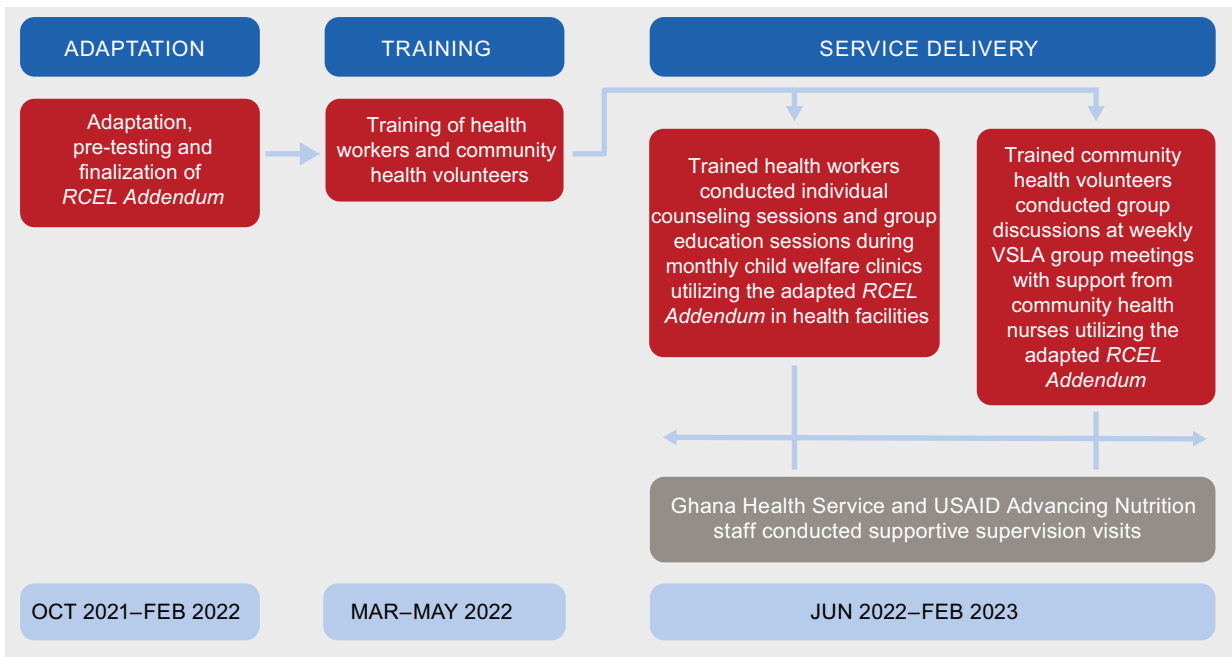 ADAPTATION
TRAINING
SERVICE DELIVERY
Adaptation,
pre-testing and
finalization of
RCEL Addendum
Training of health
workers and community
health volunteers
Trained health workers
conducted individual
counseling sessions and group
education sessions during
monthly child welfare clinics
utilizing the adapted RCEL
Addendum in health facilities
Trained community
health volunteers
conducted group
discussions at weekly
VSLA group meetings
with support from
community health
nurses utilizing the
adapted RCEL
Addendum
Ghana Health Service and USAID Advancing Nutrition
staff conducted supportive supervision visits
OCT 2021–FEB 2022
MAR–MAY 2022
JUN 2022–FEB 2023